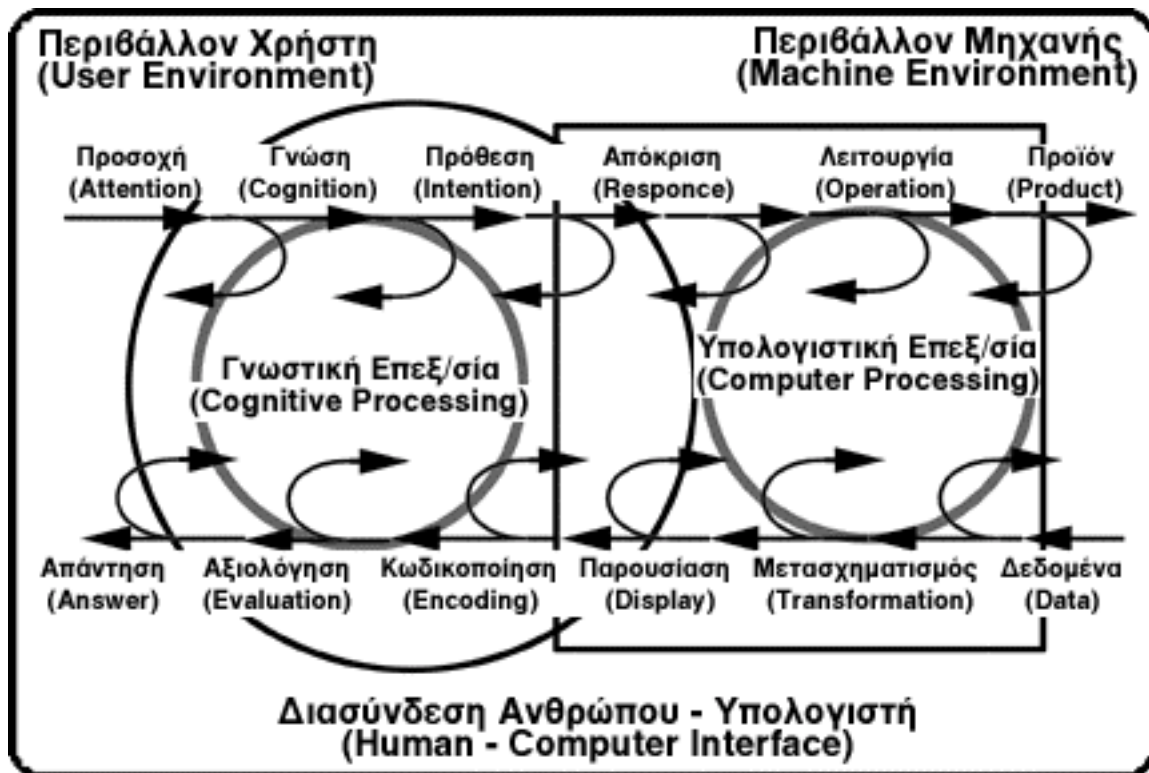 Περιβάλλον Χρήστη
(User Environment)
Περιβάλλον Μηχανής
(Machine Environment)
Προσοχή
(Attention)
Γνώση
(Cognition)
Πρόθεση
(Intention)
Απόκριση
(Responce)
Λειτουργία
(Operation)
Προϊόν
(Product)
Γνωστική Επεξ/σία
(Cognitive Processing)
Υπολογιστική Επεξ/σία
(Computer Processing)
Απάντηση
(Answer)
Αξιολόγηση
(Evaluation)
Κωδικοποίηση
(Encoding)
Παρουσίαση
(Display)
Μετασχηματισμός
(Transformation)
Δεδομένα
(Data)
Διασύνδεση Ανθρώπου - Υπολογιστή
(Human - Computer Interface)